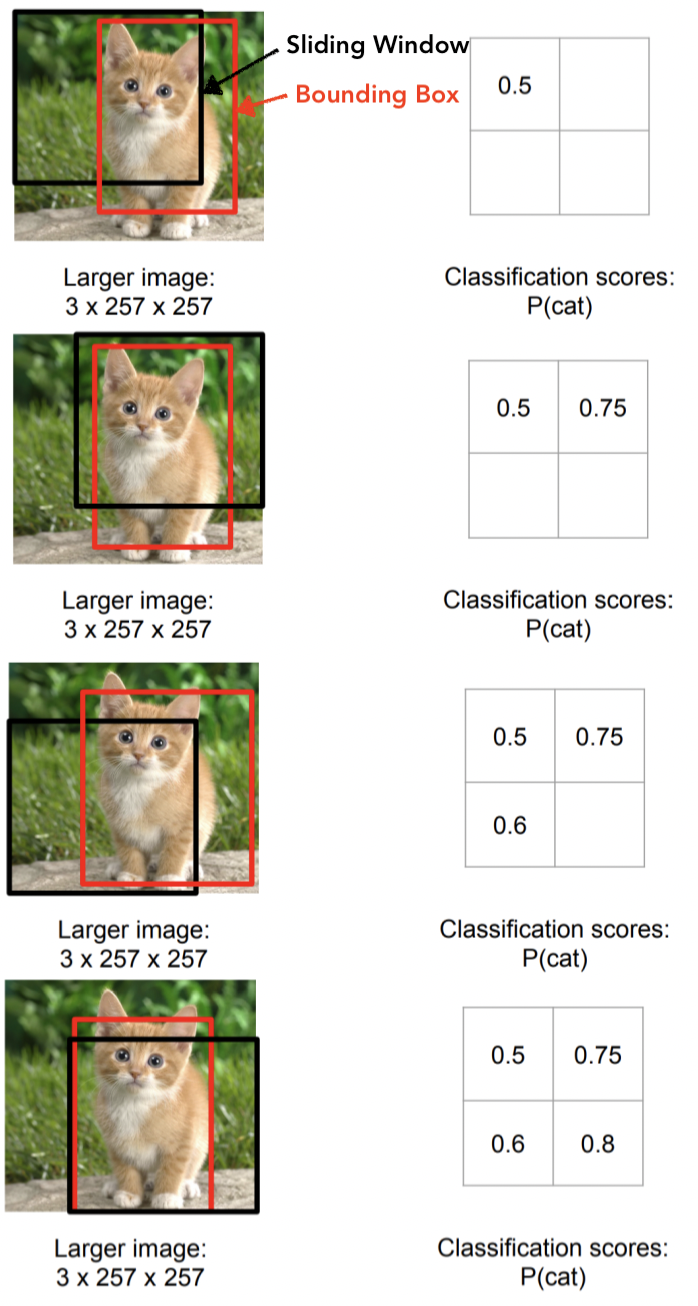 Sliding Window
Bounding Box
0.5
Larger image:
3 x 257 x 257
Classification scores:
P(cat)
0.5 0.75
Larger image:
3 x 257 x 257
Classification scores:
P(cat)
0.5 0.75
0.6
Larger image:
3 x 257 x 257
Classification scores:
P(cat)
0.5 0.75
0.6 0.8
Larger image:
3 x 257 x 257
Classification scores:
P(cat)